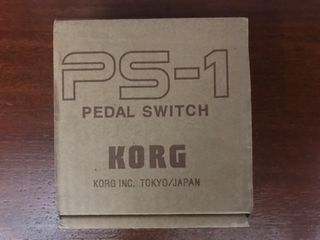 PS-1
PEDAL SWITCH
KORG
KORG INC. TOKYO/JAPAN